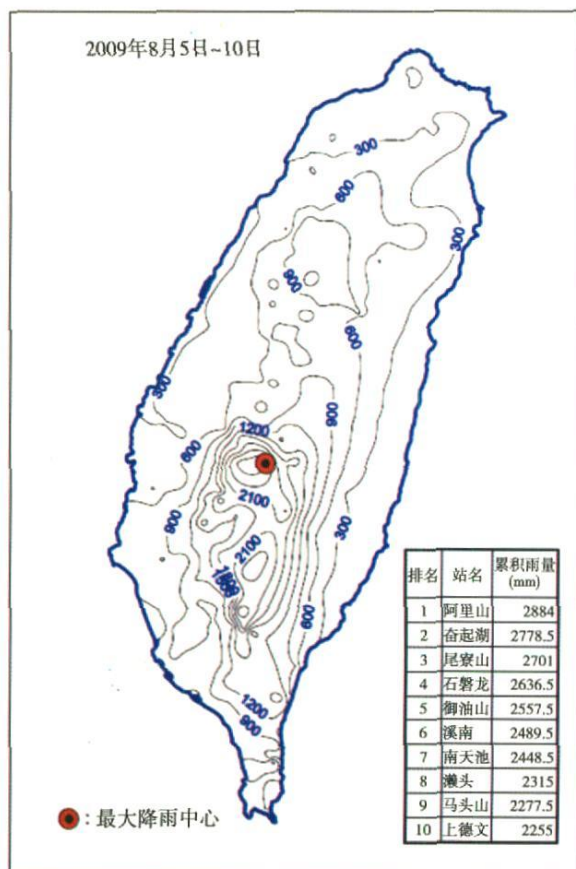 2009年8月5日~10日
300
600
300
900
600
300
900
1200
600
2100
900
300
2100
600
1200
900
排名 站名 累积雨量(mm)
1 阿里山 2884
2 奋起湖 2778.5
3 尾寮山 2701
4 石磐龙 2636.5
5 御油山 2557.5
6 溪南 2489.5
7 南天池 2448.5
8 濑头 2315
9 马头山 2277.5
10 上德文 2255
：最大降雨中心